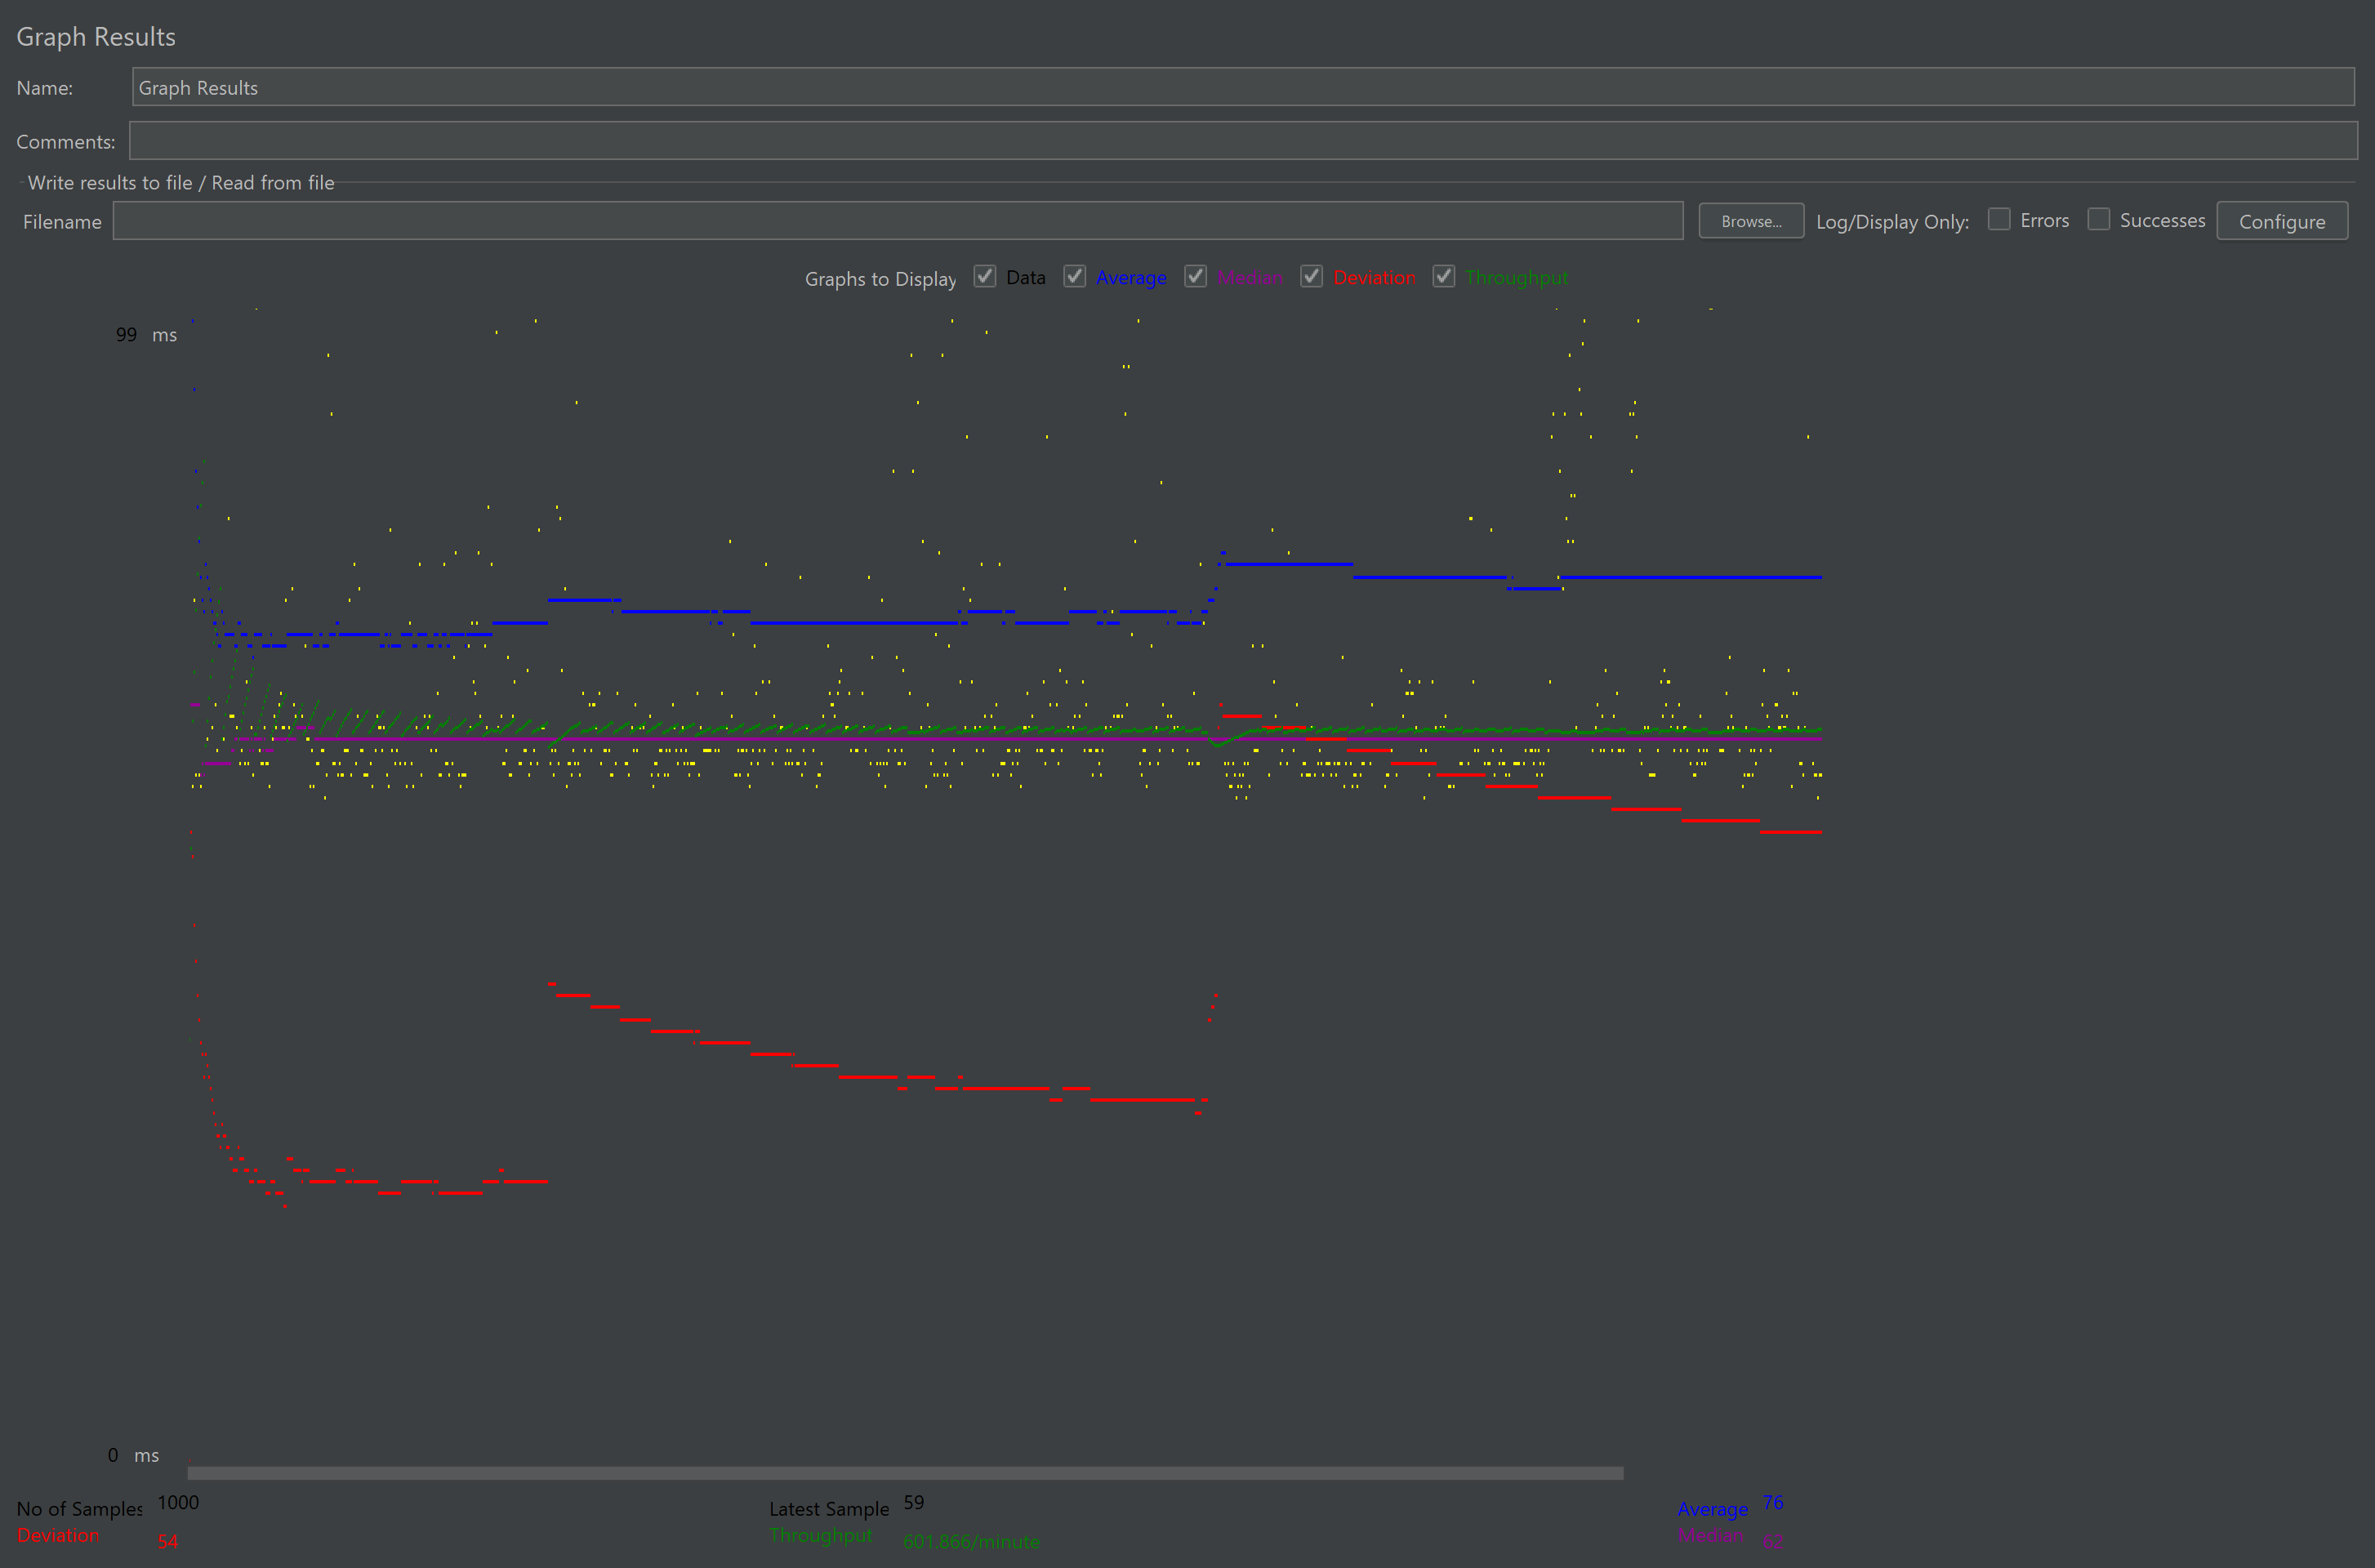 Graph Results
Name: Graph Results
Comments:
Write results to file / Read from file
Filename Browse... Log/Display Only: Errors Successes Configure
Graphs to Display Data Average Median Deviation Throughput
99 ms
0 ms
No of Samples 1000 Latest Sample 59 Average 76
Deviation 54 Throughput 601.866/minute Median 62